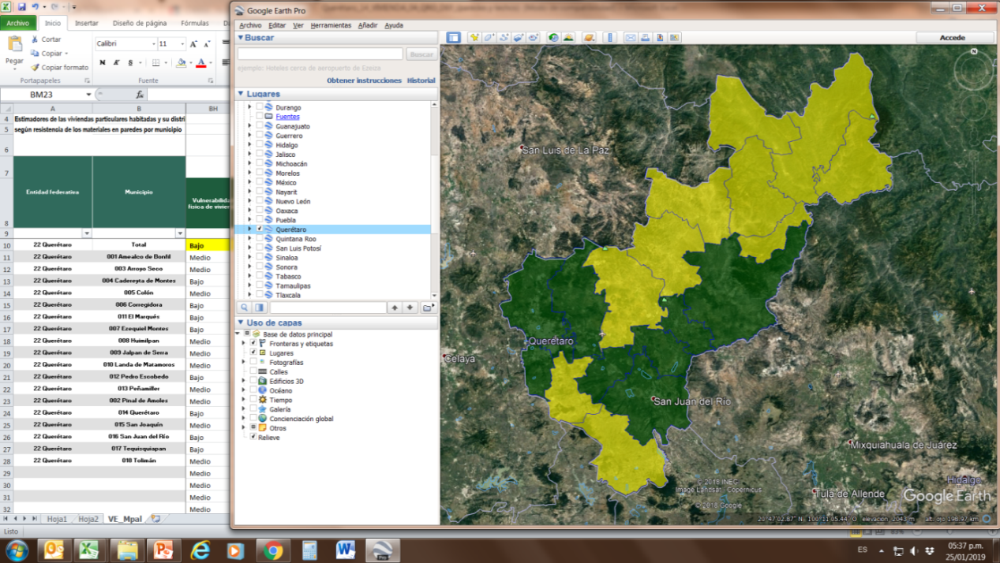 Google Earth Pro
Archivo Inicio Insertar Diseño de página Fórmulas
Archivo Editar Ver Herramientas Añadir Ayuda
Pegar
Cortar
Copiar
Copiar formato
Portapapeles
Calibri 11
N K S
Fuente
BM23 fx
A B BH
4 Estimadores de las viviendas particulares habitadas y su distri
5 según resistencia de los materiales en paredes por municipio
6
7
8 Entidad federativa Municipio Vulnerabilida
física de vivier
9
10 22 Querétaro Total Bajo
11 22 Querétaro 001 Amealco de Bonfil Medio
12 22 Querétaro 003 Arroyo Seco Medio
13 22 Querétaro 004 Cadereyta de Montes Bajo
14 22 Querétaro 005 Colón Medio
15 22 Querétaro 006 Corregidora Bajo
16 22 Querétaro 011 El Marqués Bajo
17 22 Querétaro 007 Ezequiel Montes Bajo
18 22 Querétaro 008 Huimilpan Medio
19 22 Querétaro 009 Jalpan de Serra Medio
20 22 Querétaro 010 Landa de Matamoros Medio
21 22 Querétaro 012 Pedro Escobedo Bajo
22 22 Querétaro 013 Peñamiller Medio
23 22 Querétaro 002 Pinal de Amoles Medio
24 22 Querétaro 014 Querétaro Bajo
25 22 Querétaro 015 San Joaquín Medio
26 22 Querétaro 016 San Juan del Río Bajo
27 22 Querétaro 017 Tequisquiapan Bajo
28 22 Querétaro 018 Tolimán Medio
29 Medio
30 Medio
31 Medio
32 Medio
Hoja1 Hoja2 VE_Mpal
Listo
Buscar
Buscar
ejemplo: Hoteles cerca de aeropuerto de Ezeiza
Obtener instrucciones Historial
Lugares
Durango
Fuentes
Guanajuato
Guerrero
Hidalgo
Jalisco
Michoacán
Morelos
México
Nayarit
Nuevo León
Oaxaca
Puebla
Querétaro
Quintana Roo
San Luis Potosí
Sinaloa
Sonora
Tabasco
Tamaulipas
Tlaxcala
Uso de capas
Base de datos principal
Fronteras y etiquetas
Lugares
Fotografías
Calles
Edificios 3D
Océano
Tiempo
Galería
Concienciación global
Otros
Relieve
Accede
N
San Luis de La Paz
Querétaro
Celaya
San Juan del Río
Mixquiahuala de Juárez
Hidalgo
Tula de Allende
© 2018 INEGI
Image Landsat / Copernicus
© 2018 Google
Google Earth
20°47'02.87" N 100°11'05.44" O elevación 2043 m alt. ojo 198.97 km
83%
ES
05:37 p.m.
25/01/2019